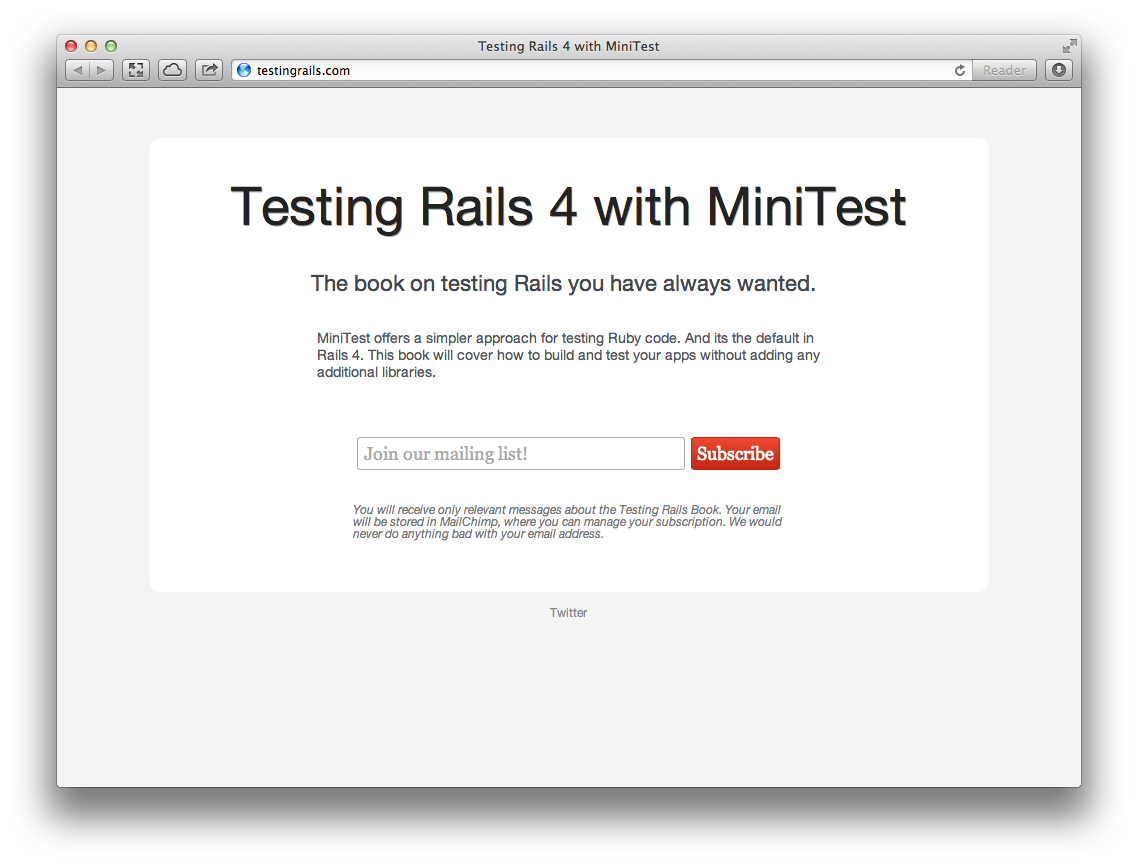 Testing Rails 4 with MiniTest
testingrails.com
Reader
Testing Rails 4 with MiniTest
The book on testing Rails you have always wanted.
MiniTest offers a simpler approach for testing Ruby code. And its the default in
Rails 4. This book will cover how to build and test your apps without adding any
additional libraries.
Join our mailing list!
Subscribe
You will receive only relevant messages about the Testing Rails Book. Your email
will be stored in MailChimp, where you can manage your subscription. We would
never do anything bad with your email address.
Twitter